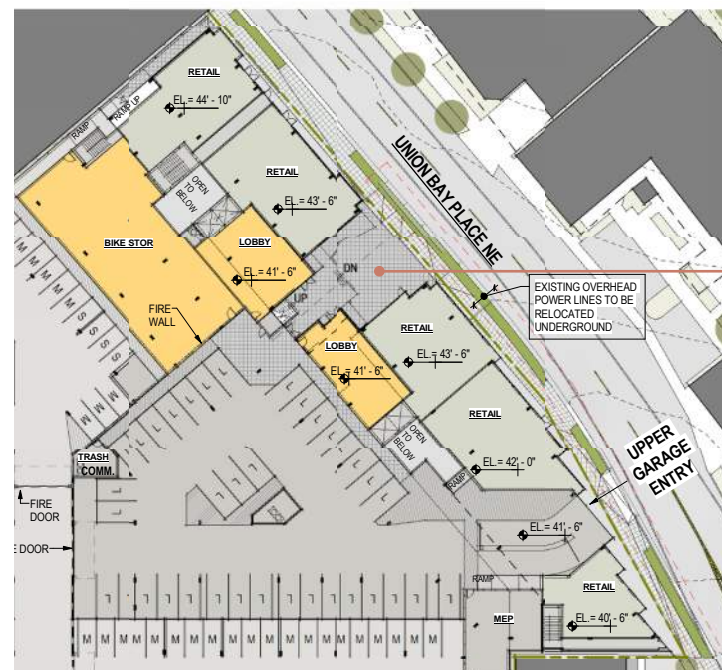 RETAIL
EL.= 44' - 10"
RAMP UP
RAMP
RETAIL
EL.= 43' - 6"
OPEN
TO
BELOW
UNION BAY PLACE NE
BIKE STOR
LOBBY
EL.= 41' - 6"
DN
UP
EXISTING OVERHEAD
POWER LINES TO BE
RELOCATED
UNDERGROUND
FIRE
WALL
RETAIL
EL.= 43' - 6"
LOBBY
EL.= 41' - 6"
RETAIL
EL.= 42'- 0"
OPEN
TO
BELOW
RAMP
UPPER
GARAGE
ENTRY
M
M
M
M
S
S
S
S
M
M
M
TRASH
COMM.
FIRE
DOOR
E DOOR
EL.= 41' - 6"
RAMP
MEP
RETAIL
EL.= 40' - 6"
L L L L L L L L L L L L
M M M M M M M M M M M M M M M M M